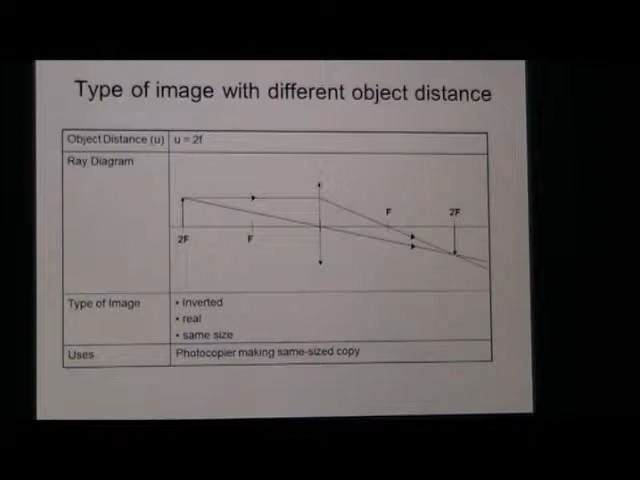 Type of image with different object distance
Object Distance (u) u = 2f
Ray Diagram
F 2F
2F F
Type of Image • Inverted
• real
• same size
Uses Photocopier making same-sized copy